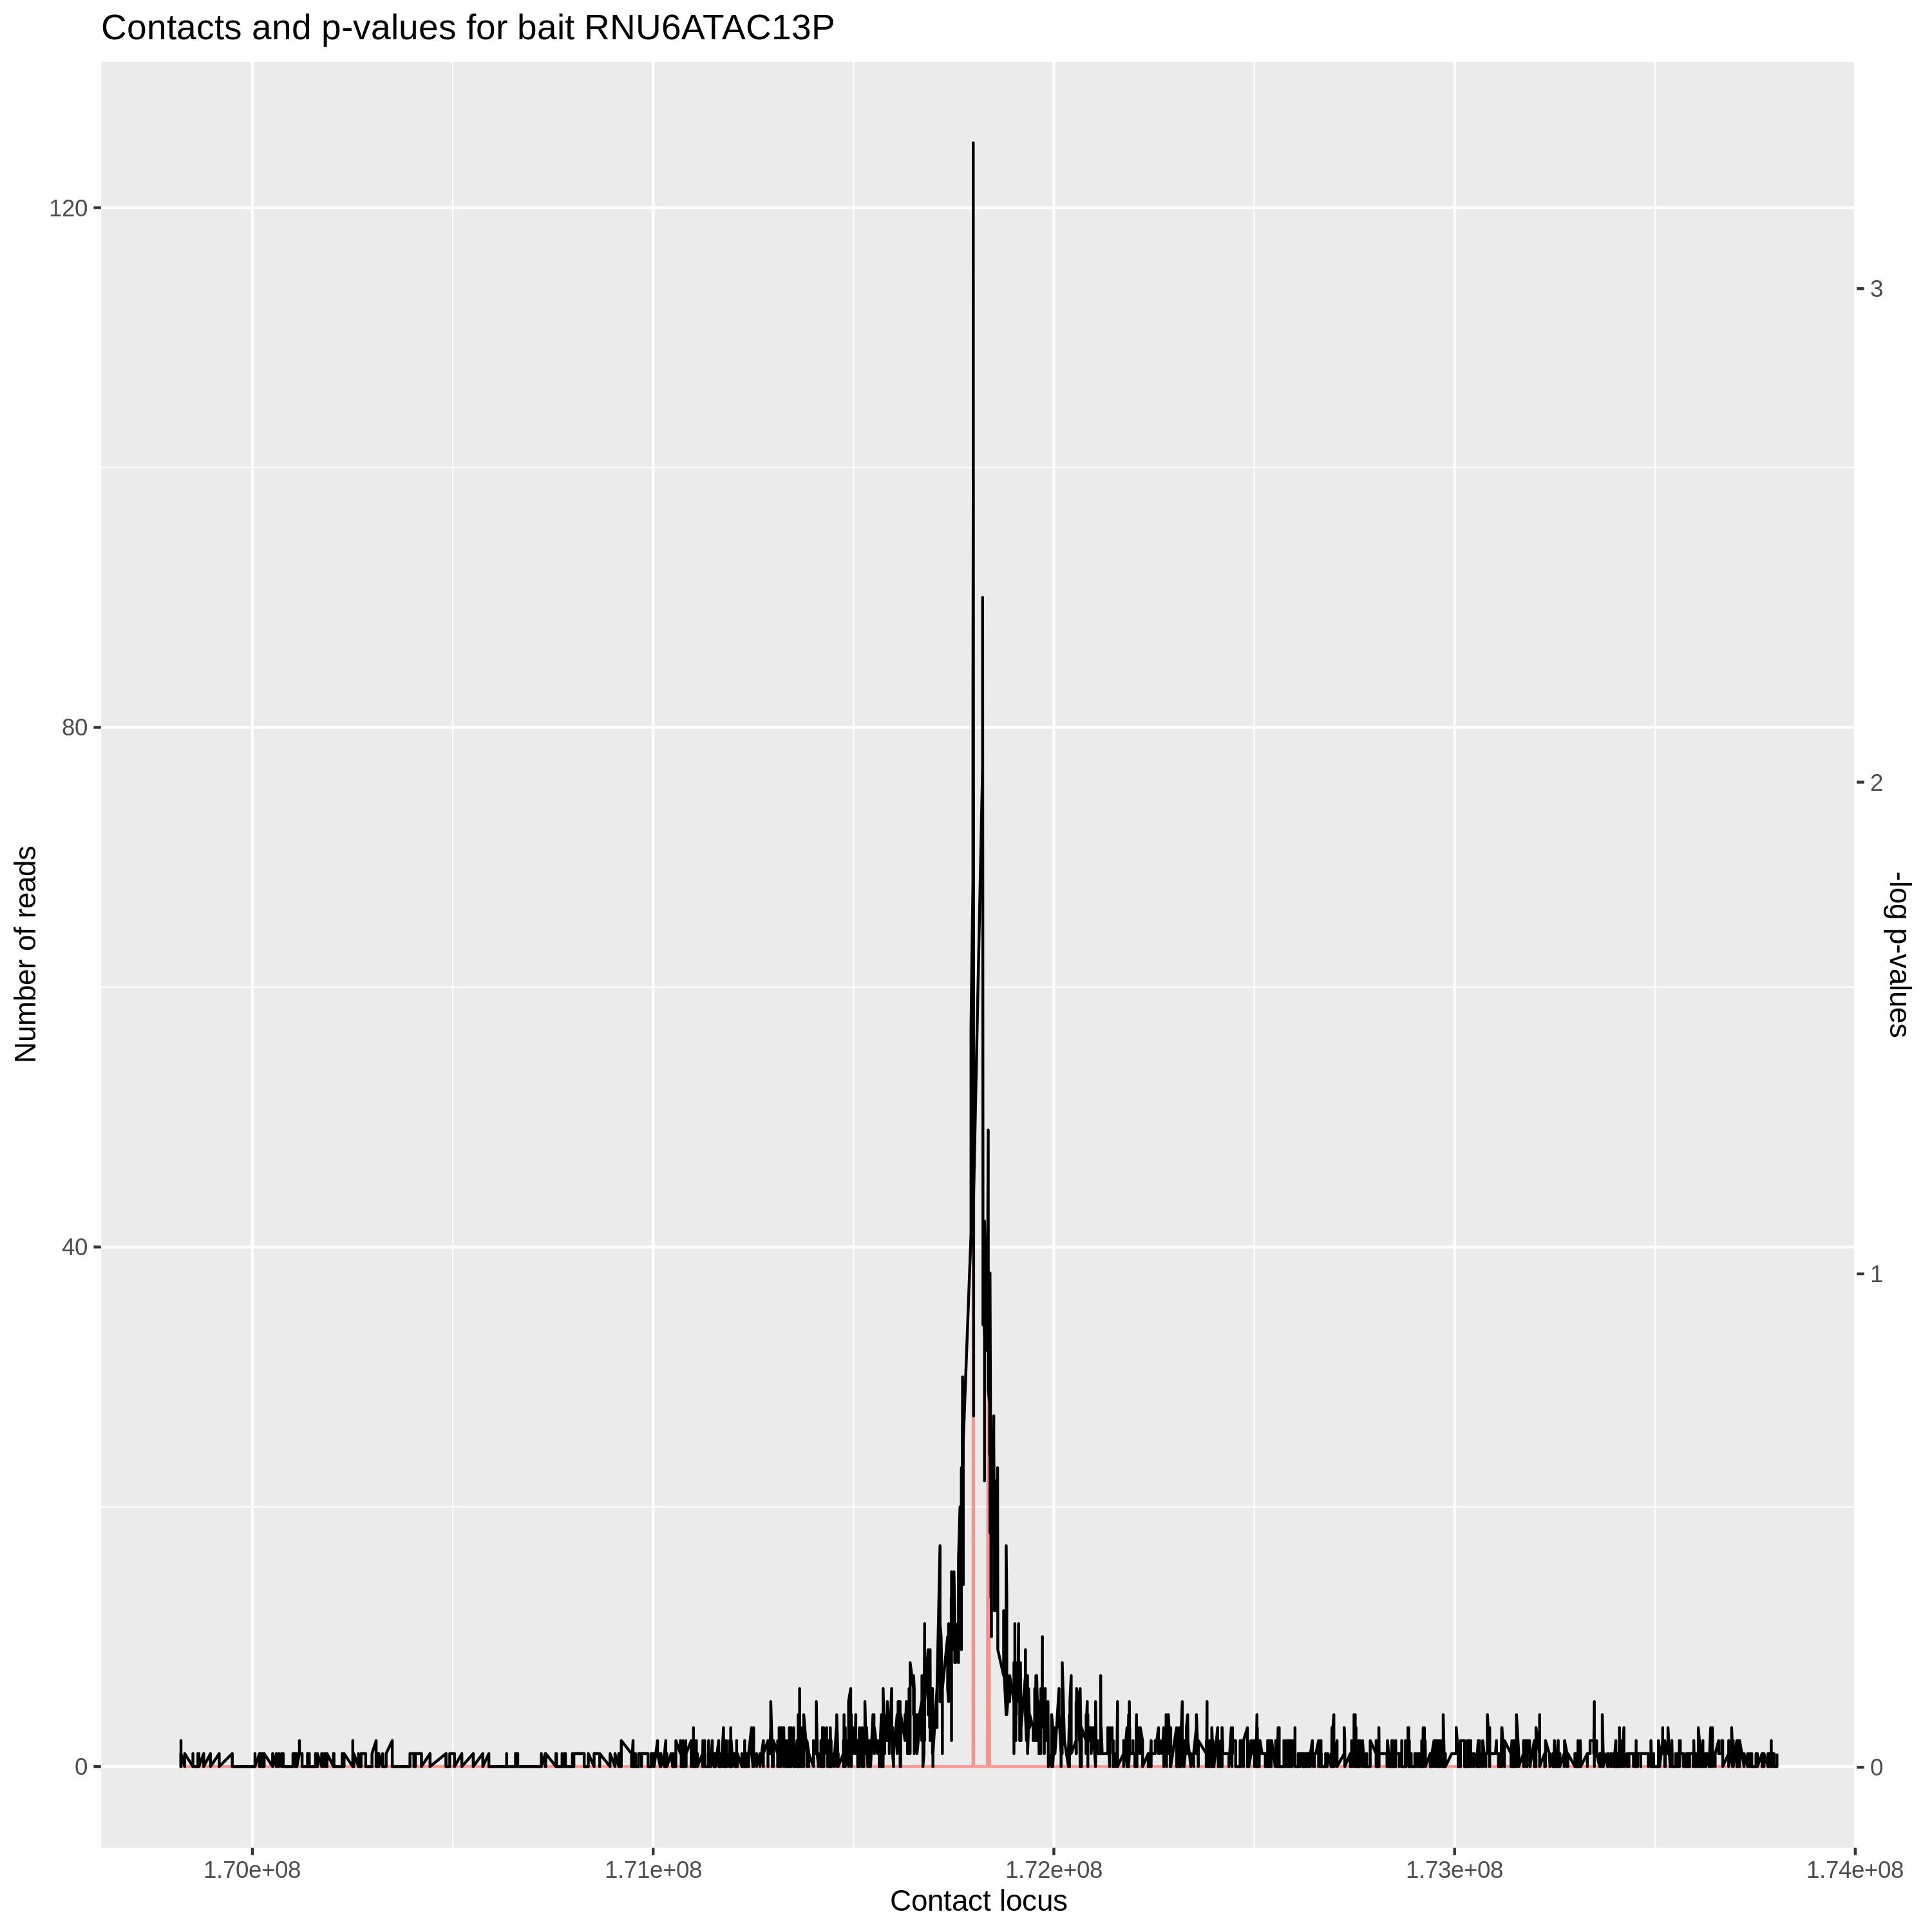 Contacts and p-values for bait RNU6ATAC13P
120
80
40
0
Number of reads
3
2
1
0
-log p-values
1.70e+08
1.71e+08
1.72e+08
1.73e+08
1.74e+08
Contact locus